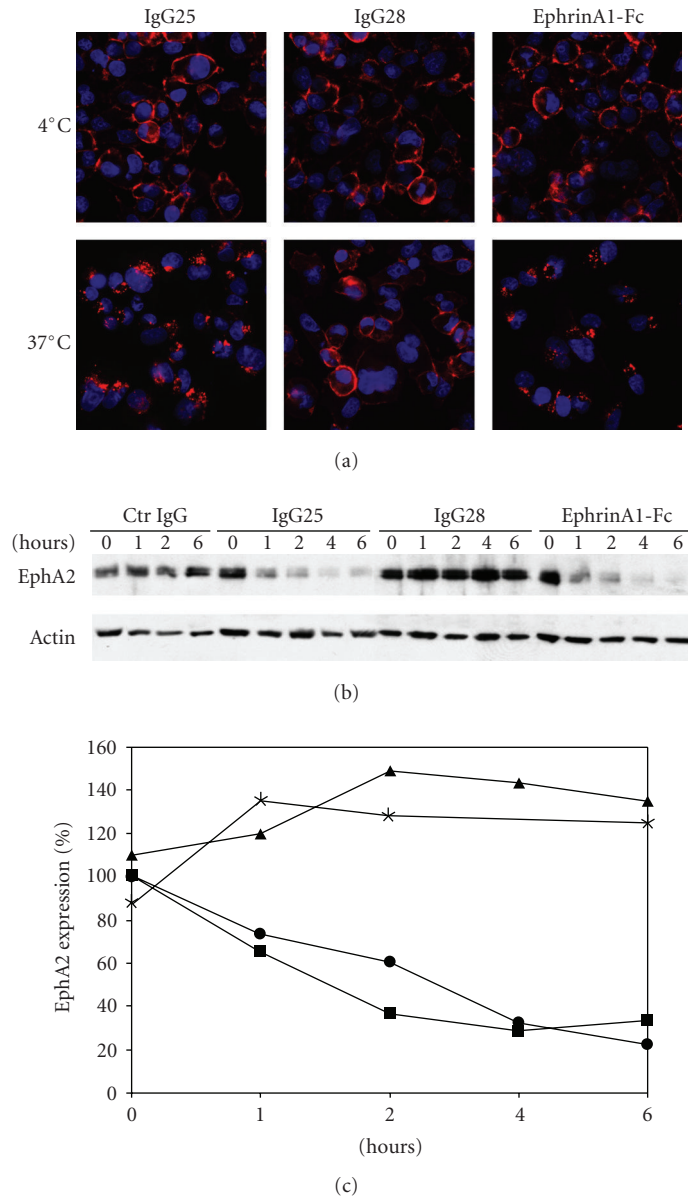 IgG25 IgG28 EphrinA1-Fc
4°C
37°C
(a)
Ctr IgG IgG25 IgG28 EphrinA1-Fc
(hours) 0 1 2 6 0 1 2 4 6 0 1 2 4 6 0 1 2 4 6
EphA2
Actin
(b)
160
140
120
100
80
60
40
20
0
EphA2 expression (%)
0 1 2 4 6
(hours)
(c)